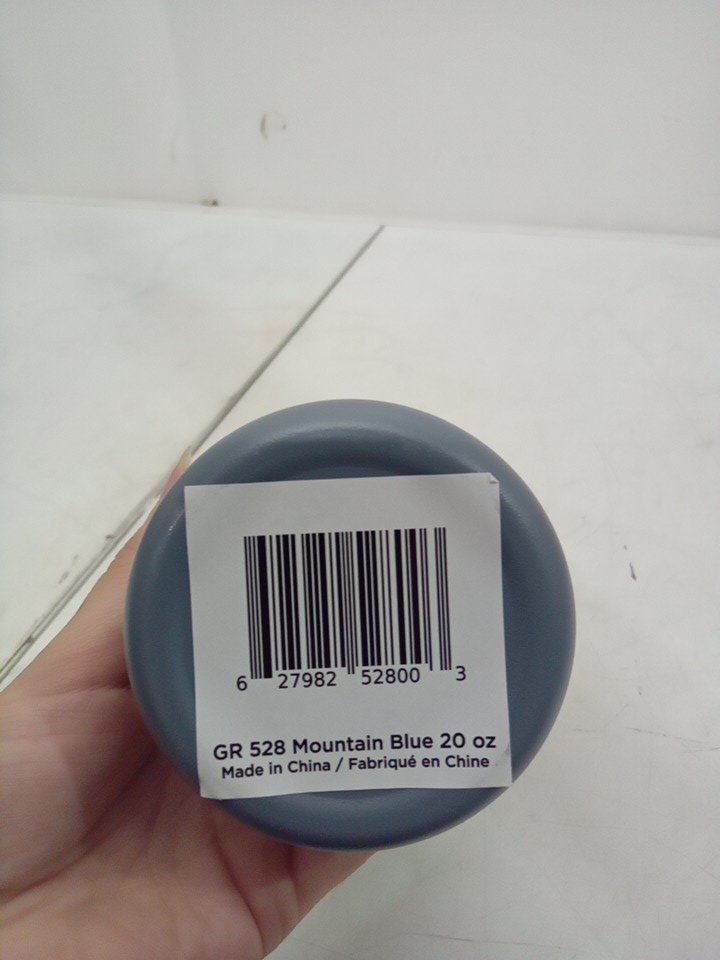 6 27982 52800 3
GR 528 Mountain Blue 20 oz
Made in China / Fabriqué en Chine